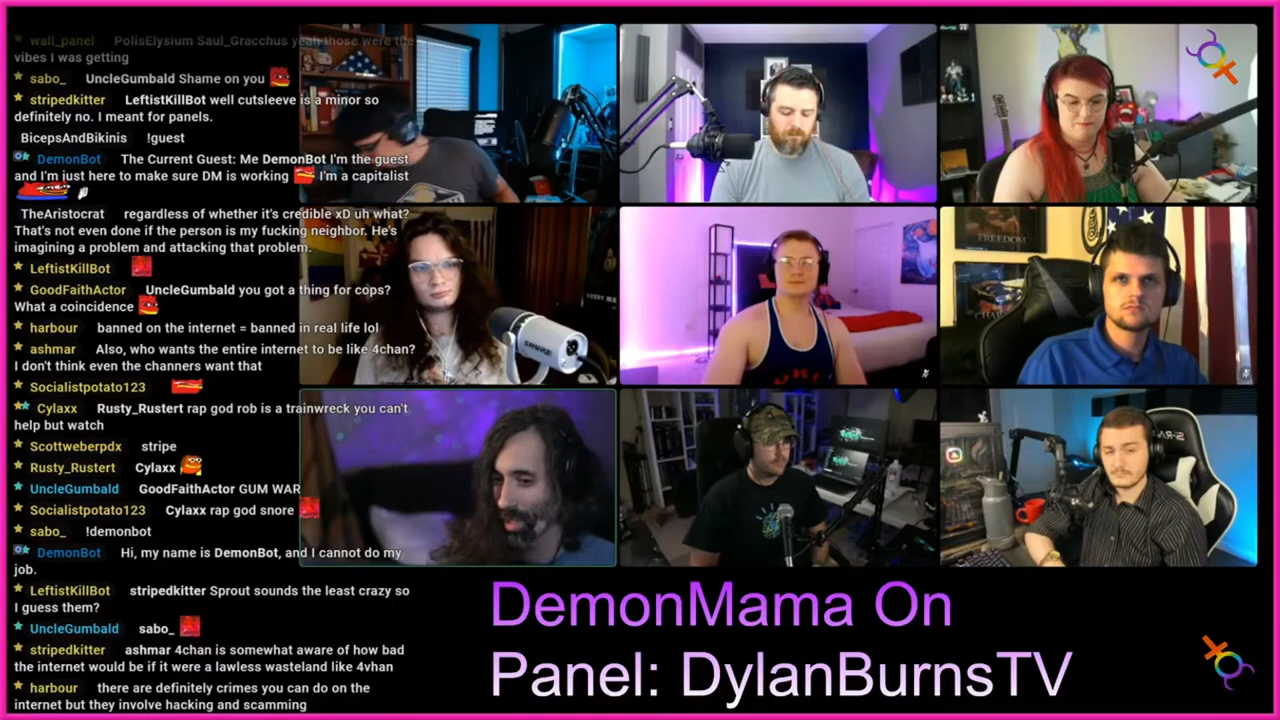 wall_panel PolisElysium Saul_Gracchus yeah those were the
vibes I was getting
sabo_ UncleGumbald Shame on you
stripedkitter LeftistKillBot well cutsleeve is a minor so
definitely no. I meant for panels.
BicepsAndBikinis !guest
DemonBot The Current Guest: Me DemonBot I'm the guest
and I'm just here to make sure DM is working I'm a capitalist
TheAristocrat regardless of whether it's credible xD uh what?
That's not even done if the person is my fucking neighbor. He's
imagining a problem and attacking that problem.
LeftistKillBot
GoodFaithActor UncleGumbald you got a thing for cops?
What a coincidence
harbour banned on the internet = banned in real life lol
ashmar Also, who wants the entire internet to be like 4chan?
I don't think even the channers want that
Socialistpotato123
Cylaxx Rusty_Rustert rap god rob is a trainwreck you can't
help but watch
Scottweberpdx stripe
Rusty_Rustert Cylaxx
UncleGumbald GoodFaithActor GUM WAR
Socialistpotato123 Cylaxx rap god snore
sabo_ !demonbot
DemonBot Hi, my name is DemonBot, and I cannot do my
job.
LeftistKillBot stripedkitter Sprout sounds the least crazy so
I guess them?
UncleGumbald sabo_
stripedkitter ashmar 4chan is somewhat aware of how bad
the internet would be if it were a lawless wasteland like 4vhan
harbour there are definitely crimes you can do on the
internet but they involve hacking and scamming
FREEDOM
SHURE
DemonMama On
Panel: DylanBurnsTV